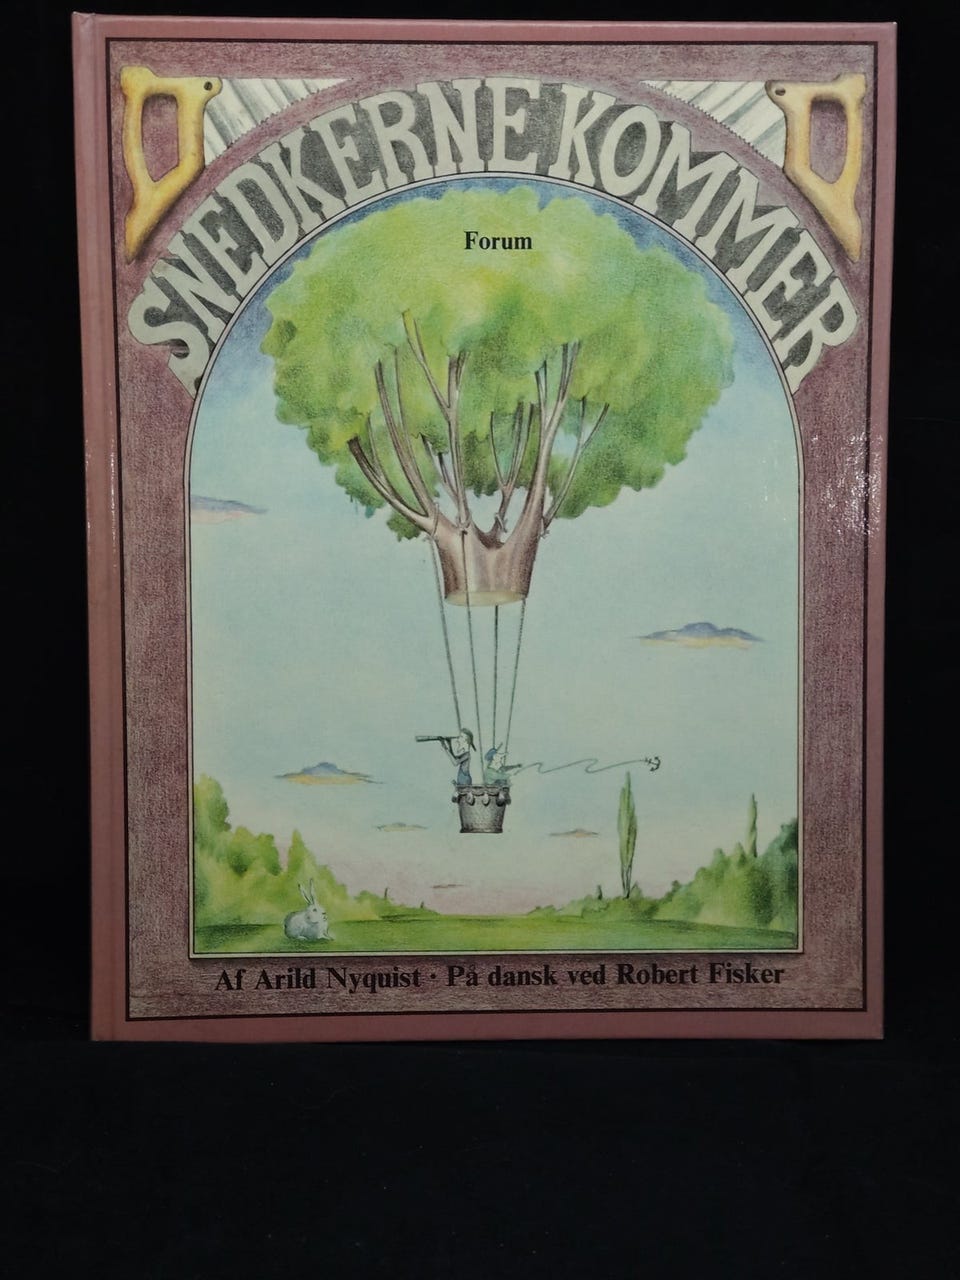 SNEDKERNE KOMMER
Forum
Af Arild Nyquist · På dansk ved Robert Fisker